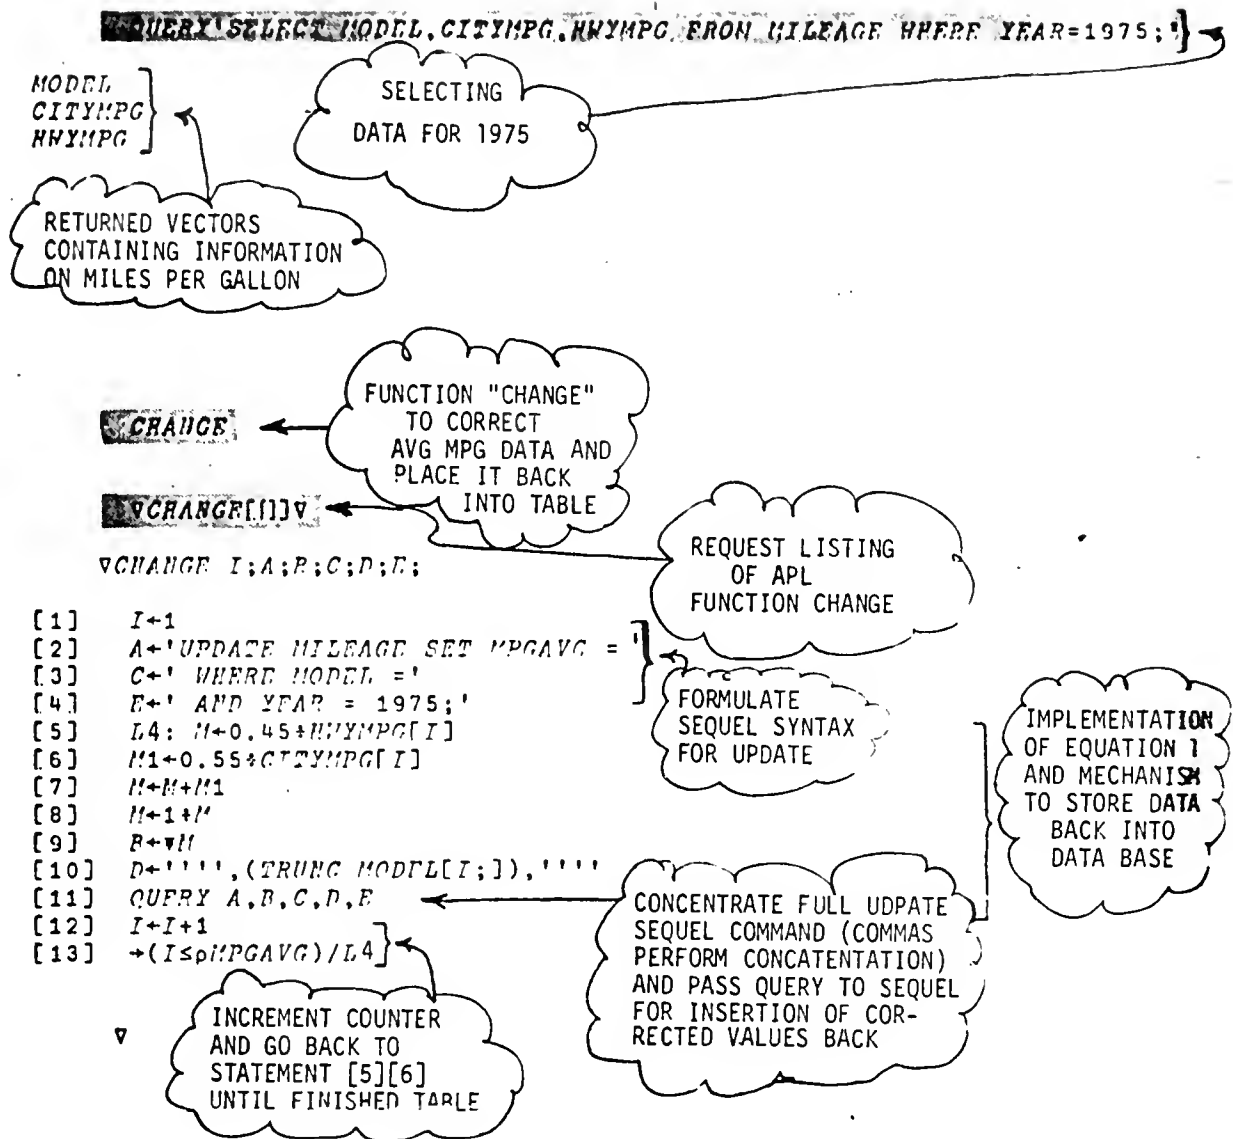 QUERY'SELECT MODEL,CITYMPG,HWYMPG FROM MILEAGE WHERE YEAR=1975;'
MODEL
CITYMPG
HWYMPG
SELECTING
DATA FOR 1975
RETURNED VECTORS
CONTAINING INFORMATION
ON MILES PER GALLON
CHANGE
FUNCTION "CHANGE"
TO CORRECT
AVG MPG DATA AND
PLACE IT BACK
INTO TABLE
∇CHANGE[[]]∇
REQUEST LISTING
OF APL
FUNCTION CHANGE
∇CHANGE I;A;B;C;D;E;
[1] I←1
[2] A←'UPDATE MILEAGE SET MPGAVG = '
[3] C←' WHERE MODEL ='
[4] E←' AND YEAR = 1975;'
[5] L4: M←0.45÷HWYMPG[I]
[6] M1←0.55÷CITYMPG[I]
[7] M←M+M1
[8] M←1÷M
[9] B←⍕M
[10] D←'''',(TRUNC MODEL[I;]),''''
[11] QUERY A,B,C,D,E
[12] I←I+1
[13] →(I≤ρMPGAVG)/L4
∇
FORMULATE
SEQUEL SYNTAX
FOR UPDATE
IMPLEMENTATION
OF EQUATION 1
AND MECHANISM
TO STORE DATA
BACK INTO
DATA BASE
CONCENTRATE FULL UDPATE
SEQUEL COMMAND (COMMAS
PERFORM CONCATENTATION)
AND PASS QUERY TO SEQUEL
FOR INSERTION OF COR-
RECTED VALUES BACK
INCREMENT COUNTER
AND GO BACK TO
STATEMENT [5][6]
UNTIL FINISHED TABLE